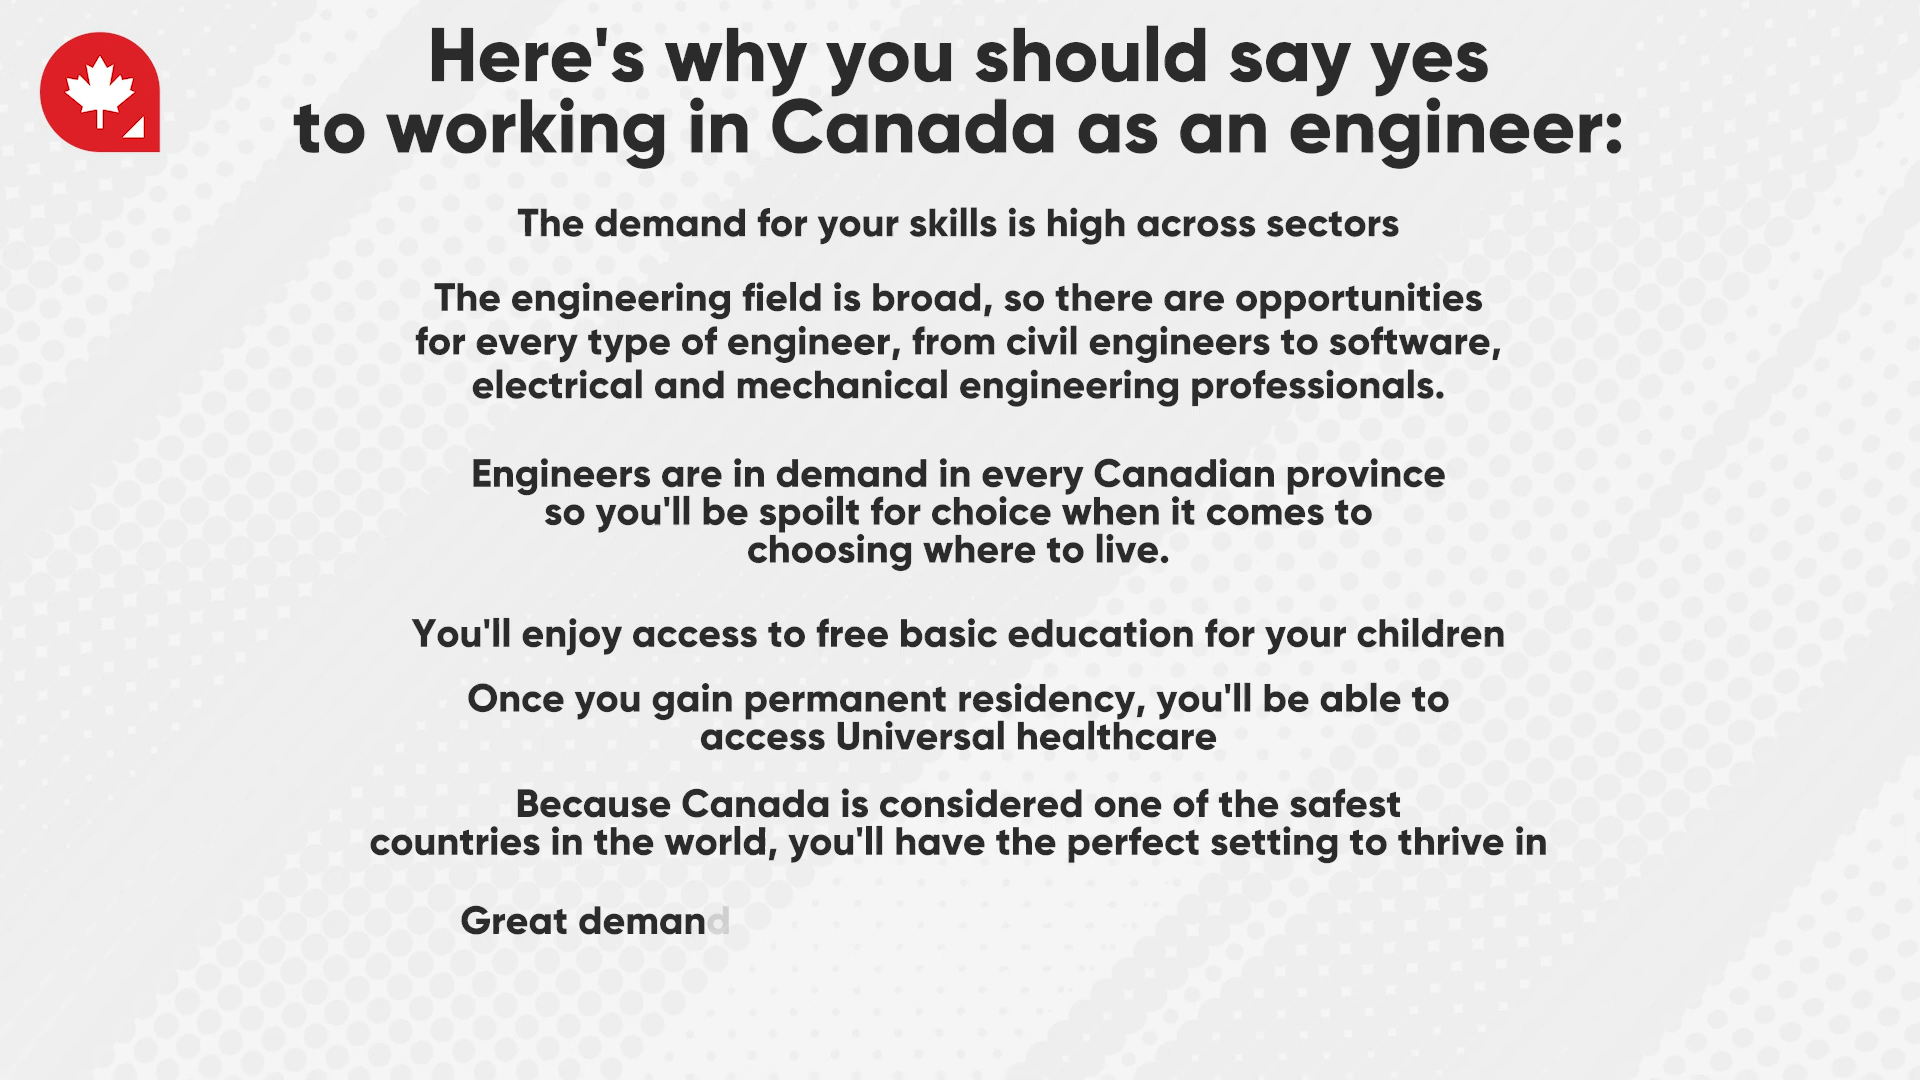 Here's why you should say yes
to working in Canada as an engineer:
The demand for your skills is high across sectors
The engineering field is broad, so there are opportunities
for every type of engineer, from civil engineers to software,
electrical and mechanical engineering professionals.
Engineers are in demand in every Canadian province
so you'll be spoilt for choice when it comes to
choosing where to live.
You'll enjoy access to free basic education for your children
Once you gain permanent residency, you'll be able to
access Universal healthcare
Because Canada is considered one of the safest
countries in the world, you'll have the perfect setting to thrive in
Great demand